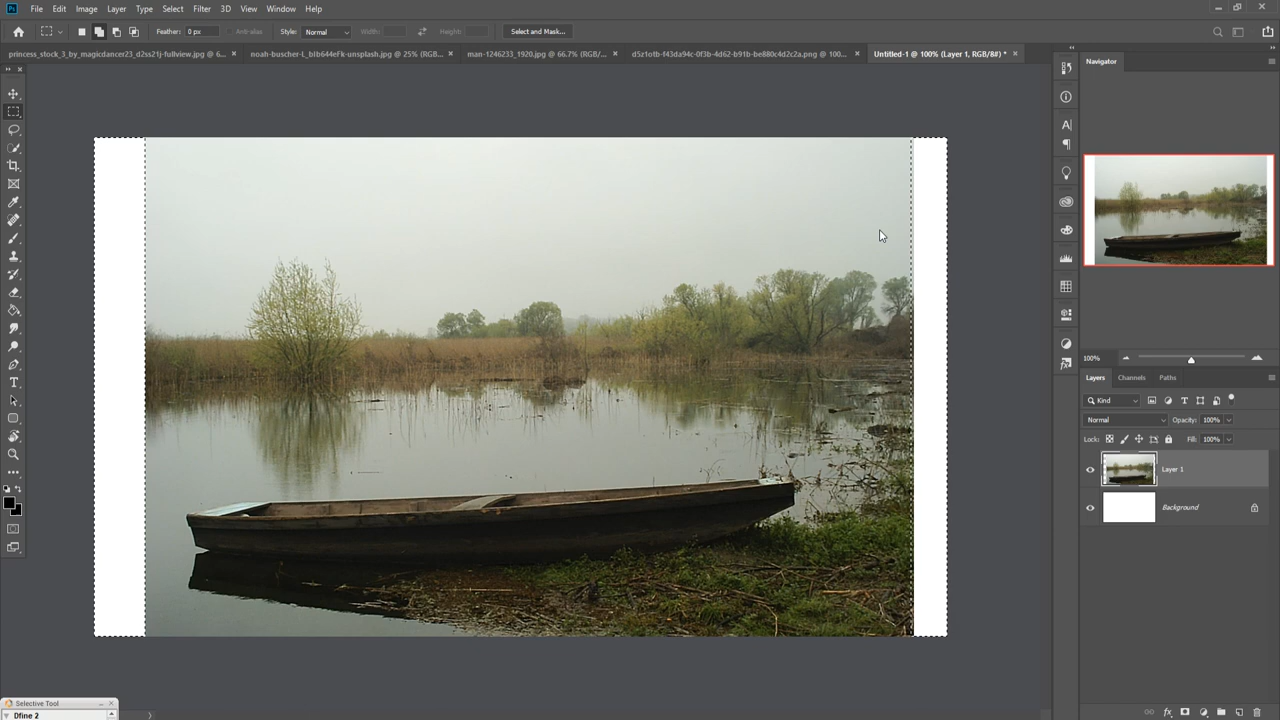 Ps File Edit Image Layer Type Select Filter 3D View Window Help
Feather: 0 px Anti-alias Style: Normal Width: Height: Select and Mask...
princess_stock_3_by_magicdancer23_d2ss21j-fullview.jpg @ 6... × noah-buscher-L_blb644eFk-unsplash.jpg @ 25% (RGB... × man-1246233_1920.jpg @ 66.7% (RGB/... × d5z1otb-f43da94c-0f3b-4d62-b91b-be880c4d2c2a.png @ 100... × Untitled-1 @ 100% (Layer 1, RGB/8#) * ×
Navigator
100%
Layers Channels Paths
Kind
Normal Opacity: 100%
Lock: Fill: 100%
Layer 1
Background
Selective Tool
Dfine 2